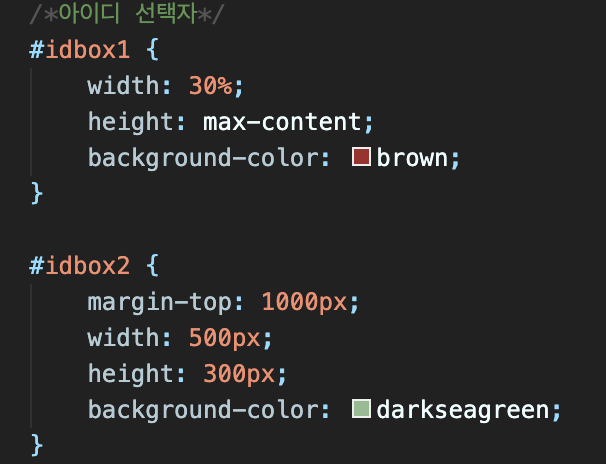 /*아이디 선택자*/
#idbox1 {
    width: 30%;
    height: max-content;
    background-color: brown;
}

#idbox2 {
    margin-top: 1000px;
    width: 500px;
    height: 300px;
    background-color: darkseagreen;
}